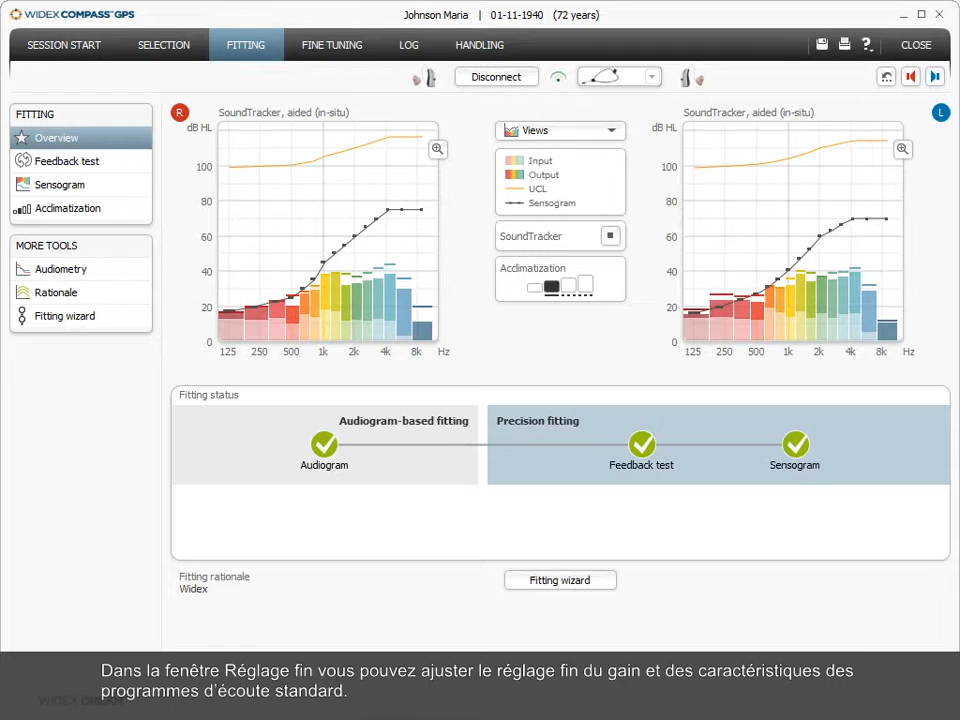 WIDEX COMPASS GPS
Johnson Maria | 01-11-1940 (72 years)
SESSION START SELECTION FITTING FINE TUNING LOG HANDLING ? CLOSE
Disconnect
FITTING
Overview
Feedback test
Sensogram
Acclimatization
MORE TOOLS
Audiometry
Rationale
Fitting wizard
R
SoundTracker, aided (in-situ)
dB HL
100
80
60
40
20
0
125 250 500 1k 2k 4k 8k Hz
Views
Input
Output
UCL
Sensogram
SoundTracker
Acclimatization
SoundTracker, aided (in-situ)
L
dB HL
100
80
60
40
20
0
125 250 500 1k 2k 4k 8k Hz
Fitting status
Audiogram-based fitting
Precision fitting
Audiogram
Feedback test
Sensogram
Fitting rationale
Widex
Fitting wizard
Dans la fenêtre Réglage fin vous pouvez ajuster le réglage fin du gain et des caractéristiques des
programmes d'écoute standard.
WIDEX DREAM